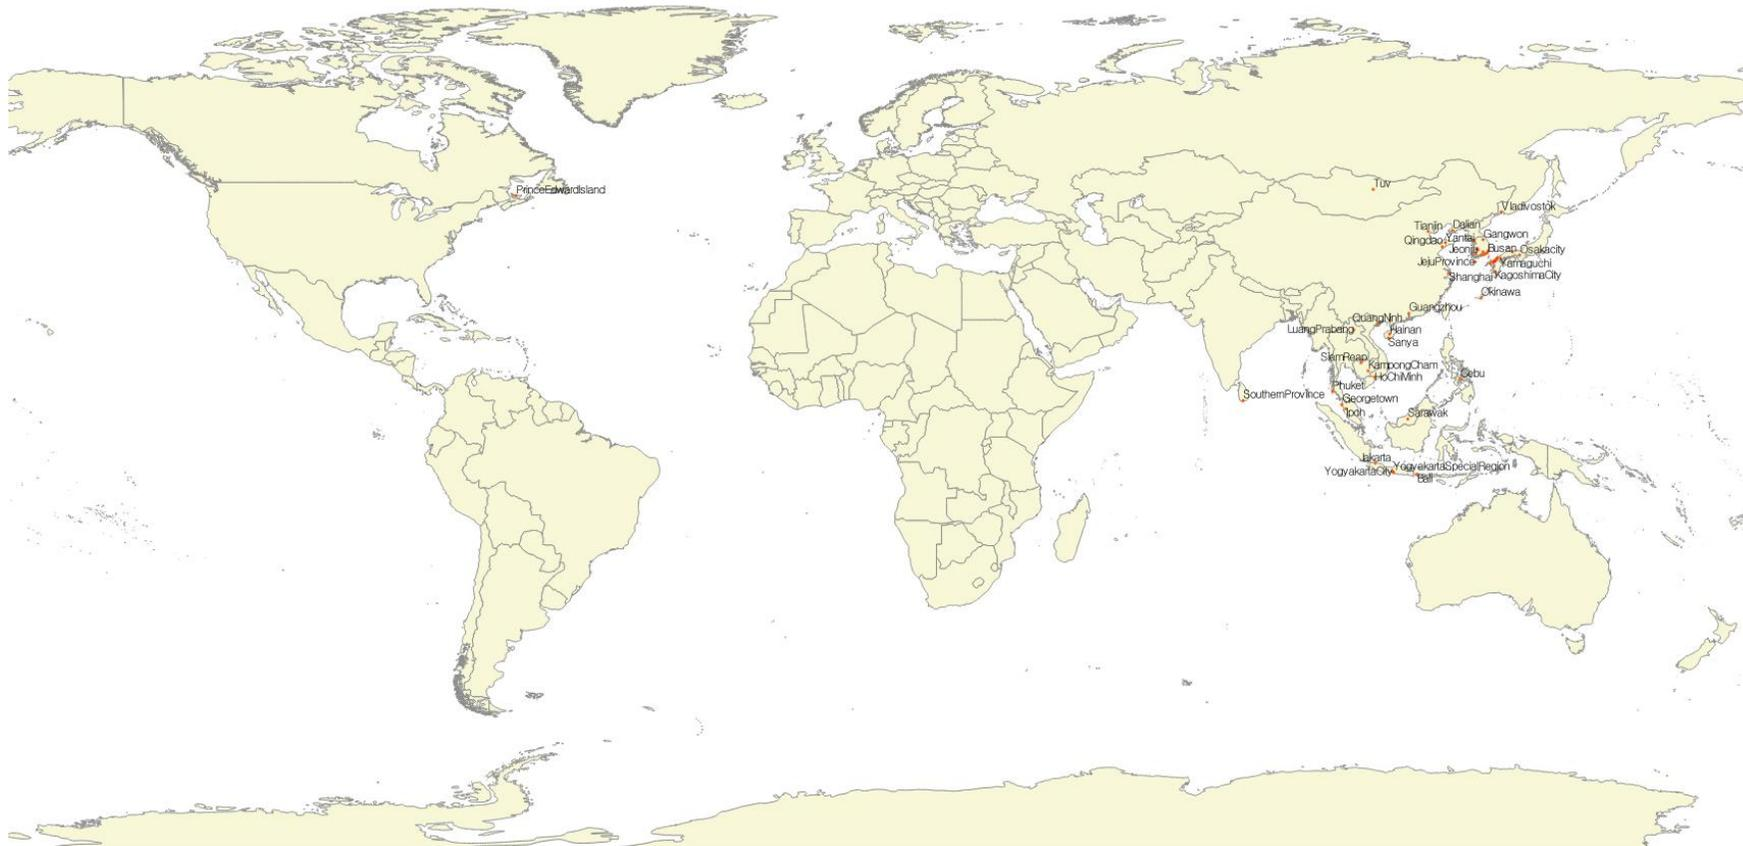 Tuv
PrinceEdwardIsland
Vladivostok
Tianjin
Dalian
Gangwon
Qingdao
Yantai
Jeonju
Busan
Osakacity
JejuProvince
Yamaguchi
Shanghai
KagoshimaCity
Okinawa
Guangzhou
QuangNinh
LuangPrabang
Hainan
Sanya
SiamReap
KampongCham
HoChiMinh
Cebu
Phuket
SouthernProvince
Georgetown
Ipoh
Sarawak
Jakarta
YogyakartaCity
YogyakartaSpecialRegion
Bali